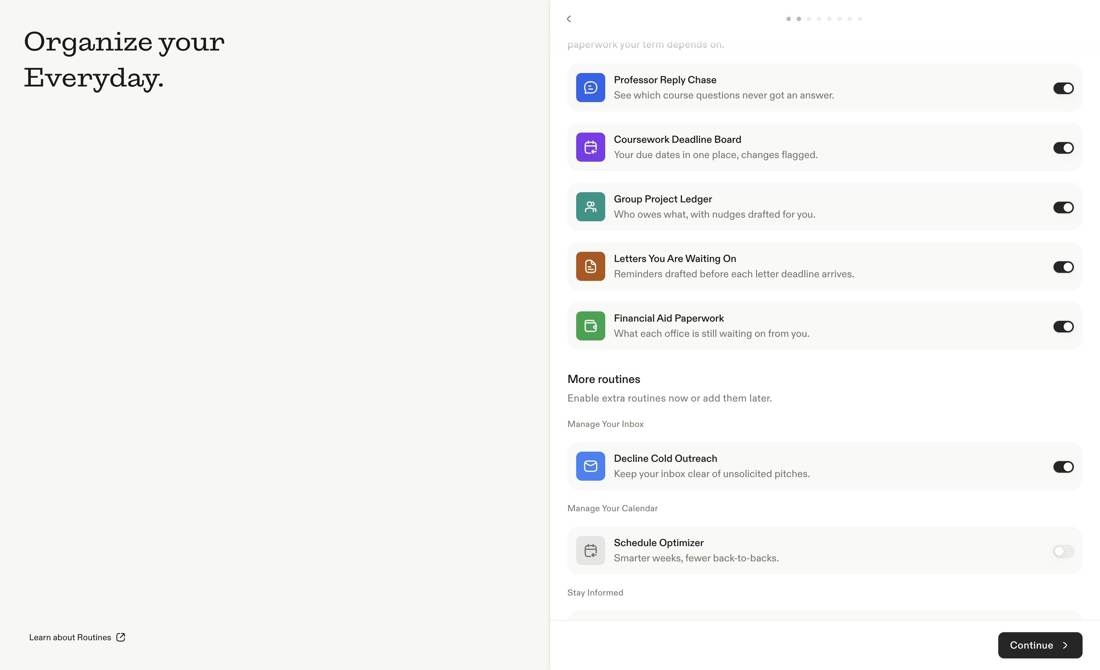 Organize your
Everyday.
Learn about Routines
paperwork your term depends on.
Professor Reply Chase
See which course questions never got an answer.
Coursework Deadline Board
Your due dates in one place, changes flagged.
Group Project Ledger
Who owes what, with nudges drafted for you.
Letters You Are Waiting On
Reminders drafted before each letter deadline arrives.
Financial Aid Paperwork
What each office is still waiting on from you.
More routines
Enable extra routines now or add them later.
Manage Your Inbox
Decline Cold Outreach
Keep your inbox clear of unsolicited pitches.
Manage Your Calendar
Schedule Optimizer
Smarter weeks, fewer back-to-backs.
Stay Informed
Continue